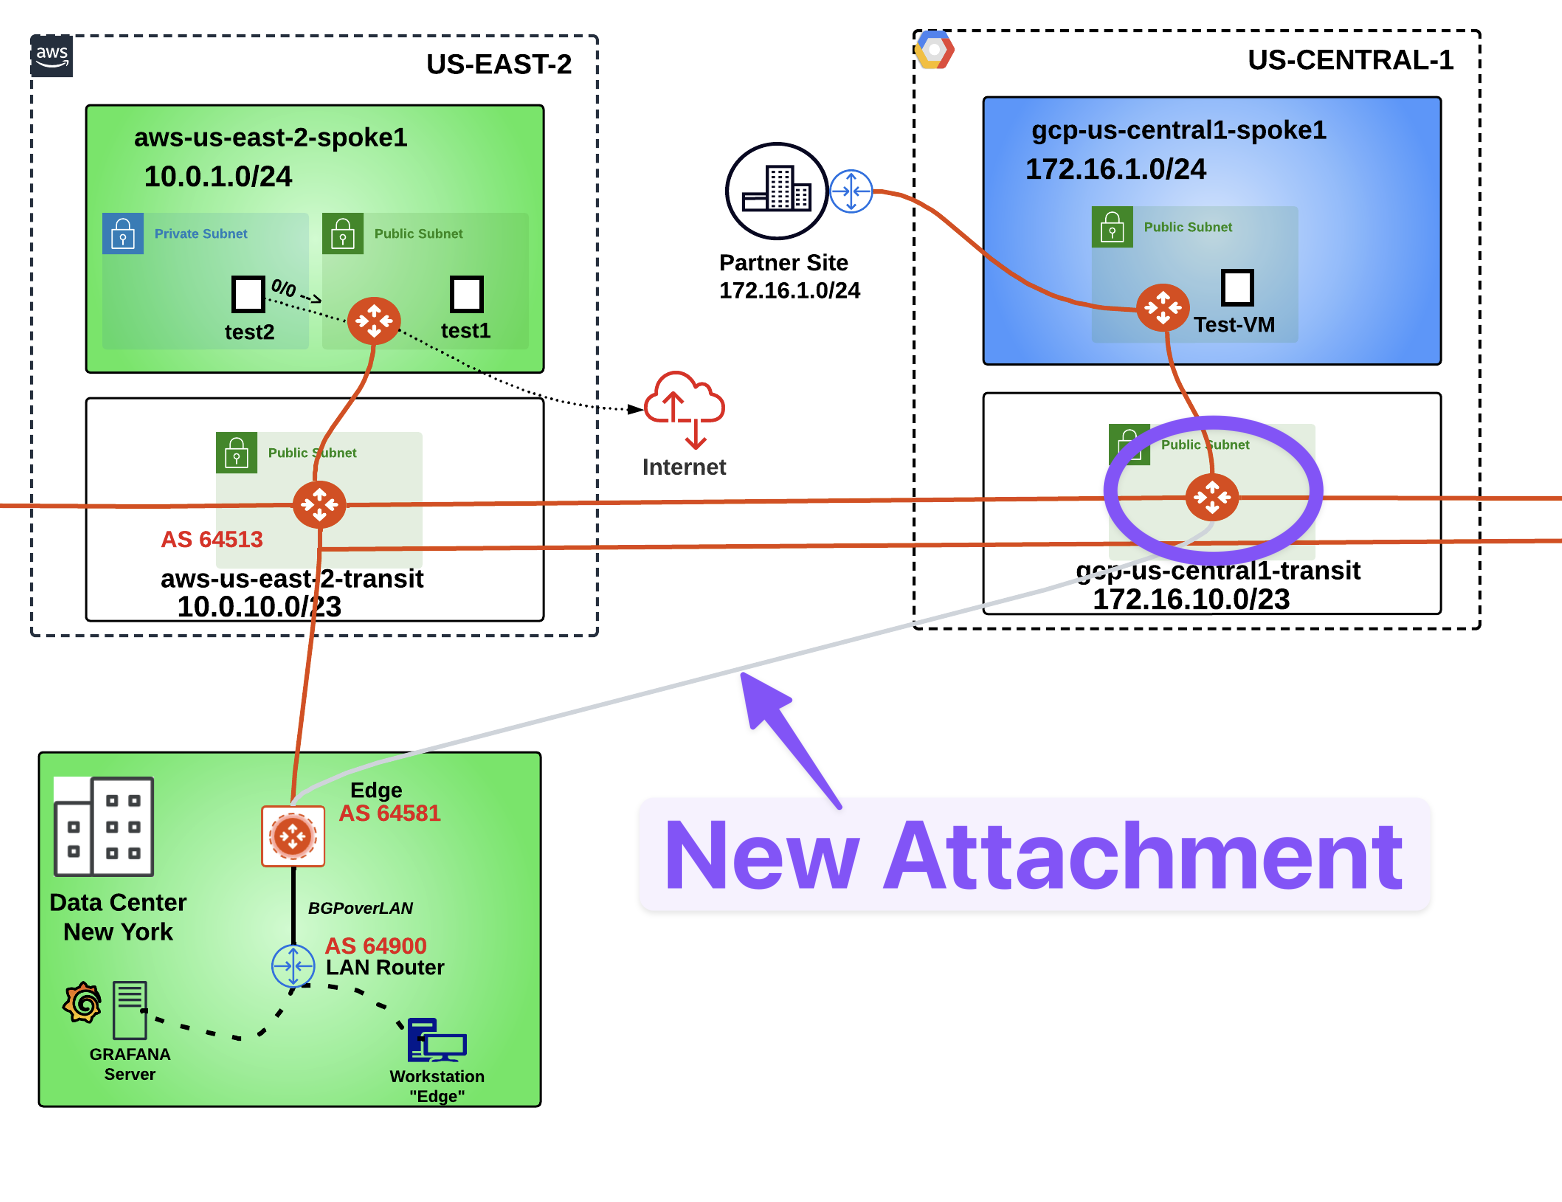 aws
US-EAST-2
aws-us-east-2-spoke1
10.0.1.0/24
Private Subnet
Public Subnet
0/0 -->
test2
test1
Public Subnet
AS 64513
aws-us-east-2-transit
10.0.10.0/23
Internet
Partner Site
172.16.1.0/24
US-CENTRAL-1
gcp-us-central1-spoke1
172.16.1.0/24
Public Subnet
Test-VM
Public Subnet
gcp-us-central1-transit
172.16.10.0/23
New Attachment
Edge
AS 64581
Data Center
New York
BGPoverLAN
AS 64900
LAN Router
GRAFANA
Server
Workstation
"Edge"